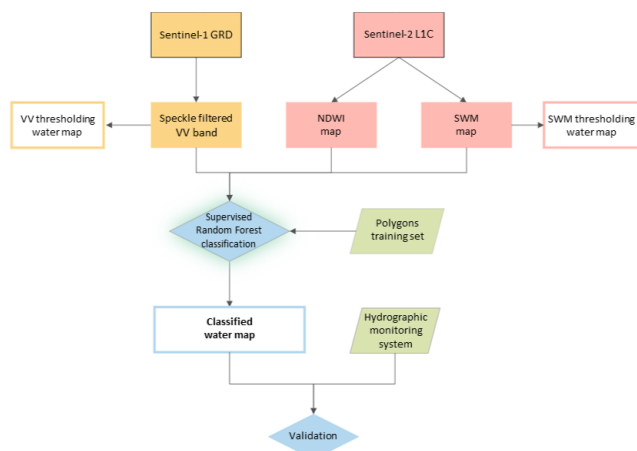 Sentinel-1 GRD
Sentinel-2 L1C
VV thresholding
water map
Speckle filtered
VV band
NDWI
map
SWM
map
SWM thresholding
water map
Supervised
Random Forest
classification
Polygons
training set
Classified
water map
Hydrographic
monitoring
system
Validation